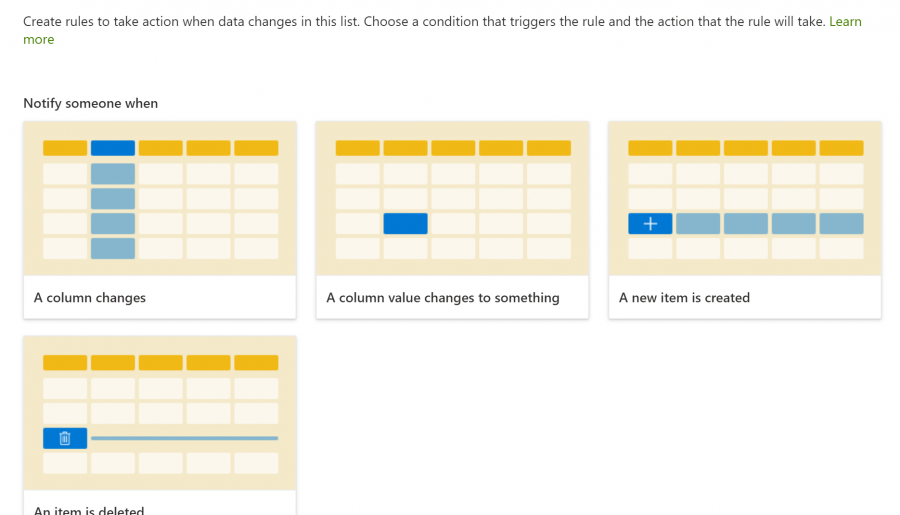 Create rules to take action when data changes in this list. Choose a condition that triggers the rule and the action that the rule will take. Learn
more
Notify someone when
A column changes
A column value changes to something
A new item is created
An item is deleted